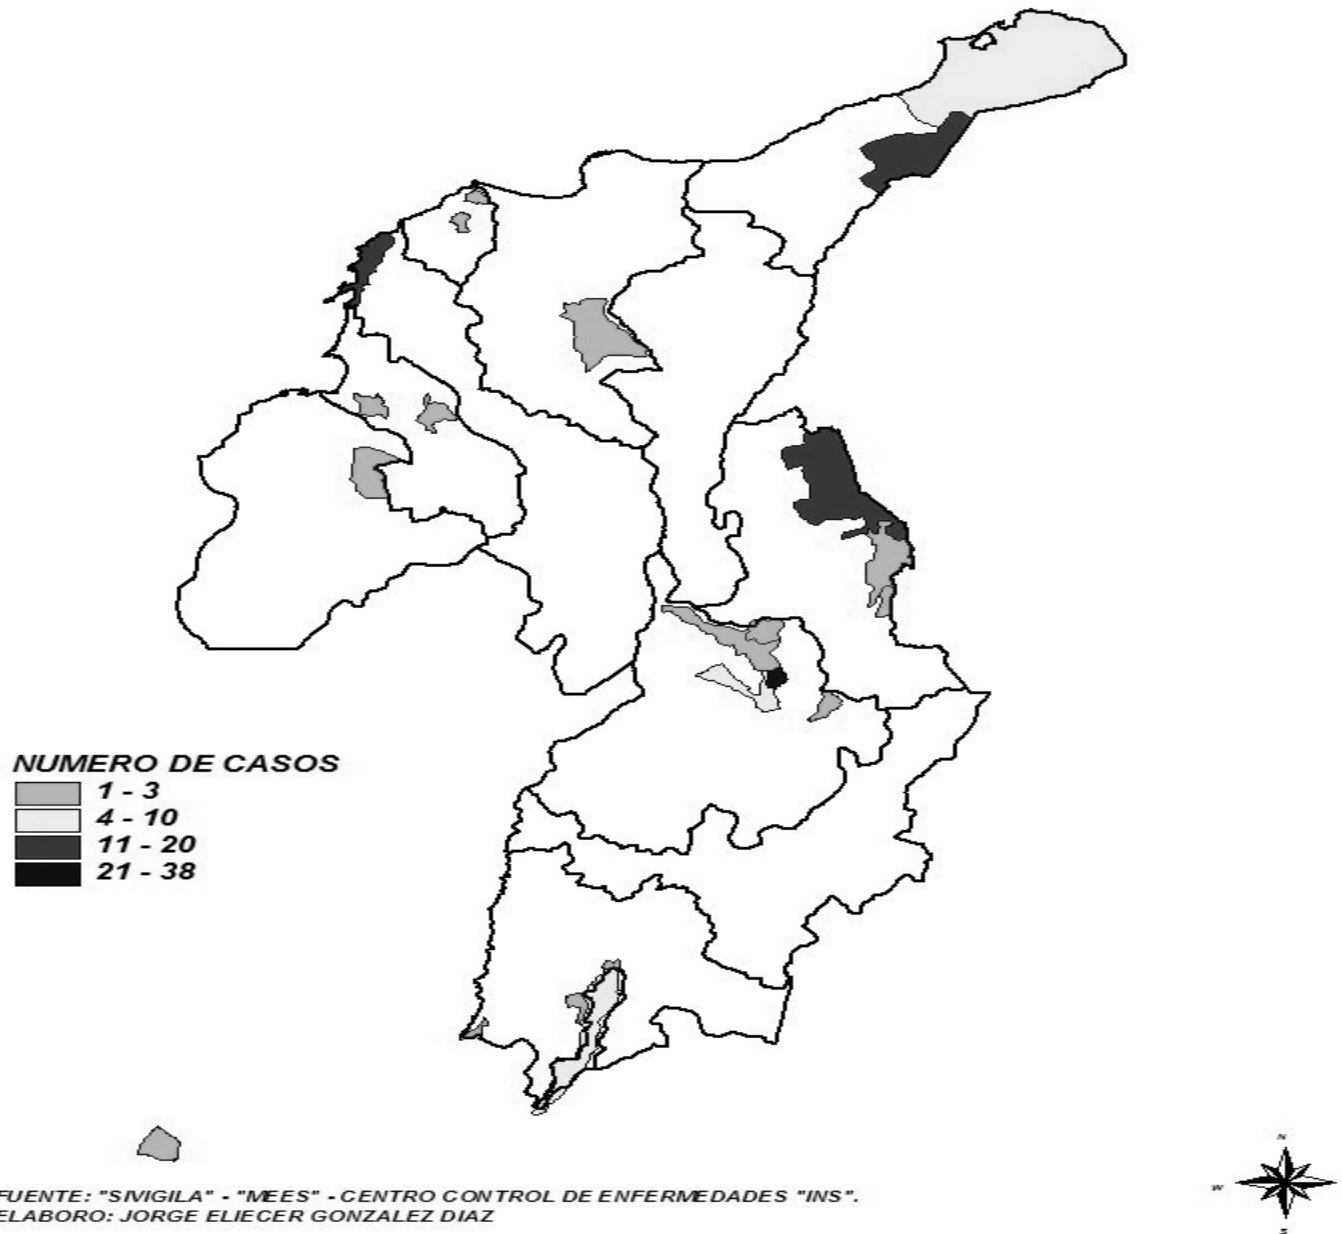 NUMERO DE CASOS
1 - 3
4 - 10
11 - 20
21 - 38
N
W
S
FUENTE: "SIVIGILA" - "MEES" - CENTRO CONTROL DE ENFERMEDADES "INS".
ELABORO: JORGE ELIECER GONZALEZ DIAZ